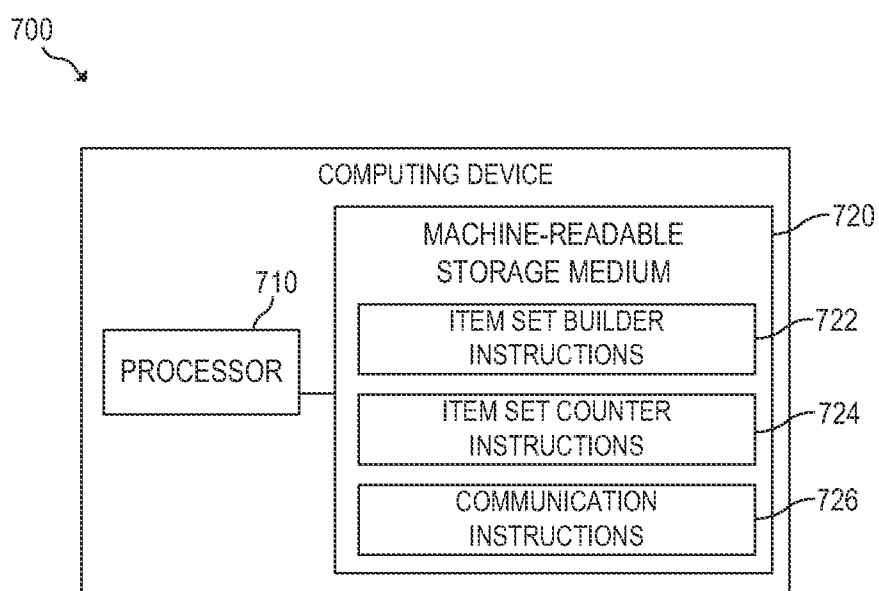 700
COMPUTING DEVICE
MACHINE-READABLE
STORAGE MEDIUM
720
710
PROCESSOR
ITEM SET BUILDER
INSTRUCTIONS
722
ITEM SET COUNTER
INSTRUCTIONS
724
COMMUNICATION
INSTRUCTIONS
726